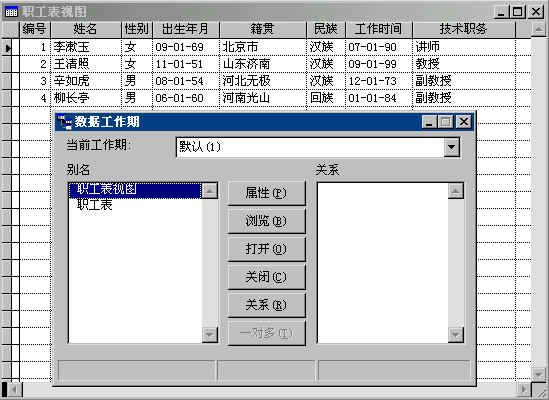 职工表视图
编号 姓名 性别 出生年月 籍贯 民族 工作时间 技术职务
1 李漱玉 女 09-01-69 北京市 汉族 07-01-90 讲师
2 王清照 女 11-01-51 山东济南 汉族 09-01-99 教授
3 辛如虎 男 08-01-54 河北无极 汉族 12-01-73 副教授
4 柳长亭 男 06-01-60 河南光山 回族 01-01-84 副教授
数据工作期
当前工作期: 默认(1)
别名 关系
职工表视图
职工表
属性(P)
浏览(B)
打开(O)
关闭(C)
关系(R)
一对多(T)